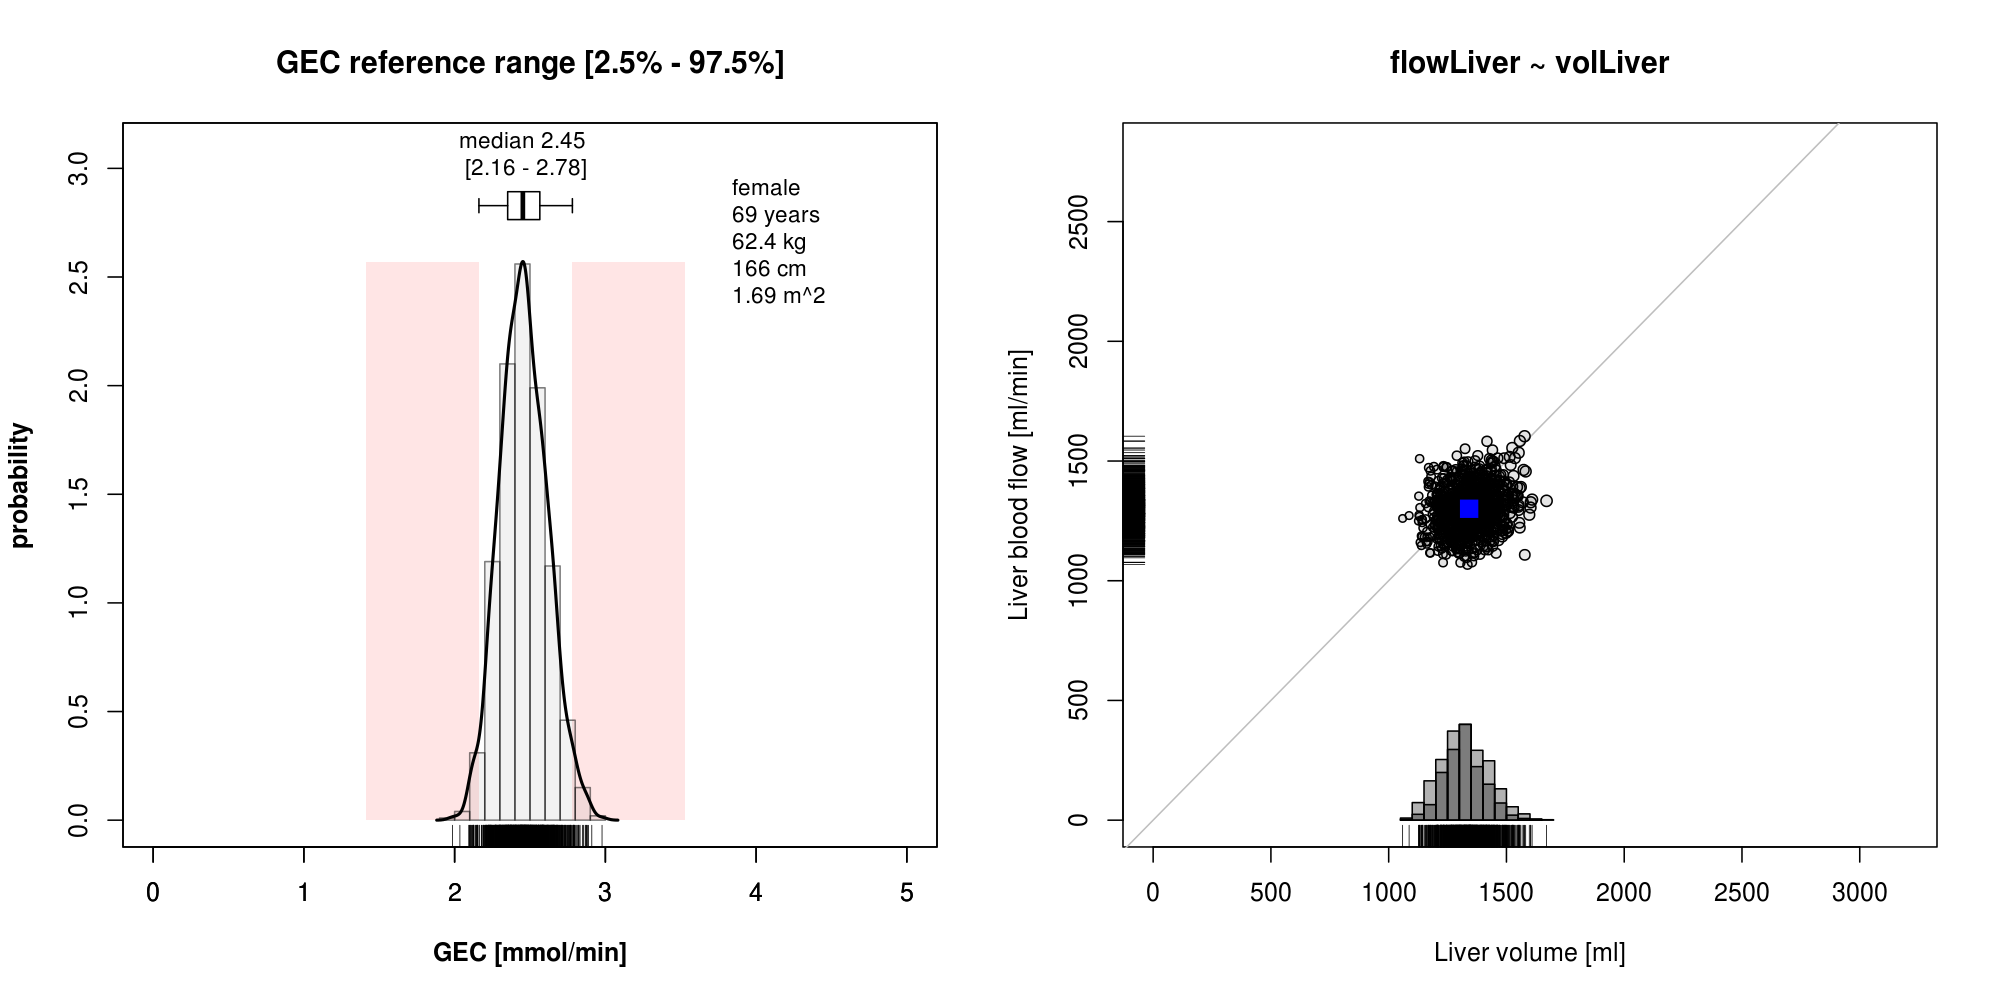 GEC reference range [2.5% - 97.5%]
median 2.45
[2.16 - 2.78]
female
69 years
62.4 kg
166 cm
1.69 m^2
probability
3.0
2.5
2.0
1.5
1.0
0.5
0.0
0 1 2 3 4 5
GEC [mmol/min]
flowLiver ~ volLiver
Liver blood flow [ml/min]
2500
2000
1500
1000
500
0
0 500 1000 1500 2000 2500 3000
Liver volume [ml]